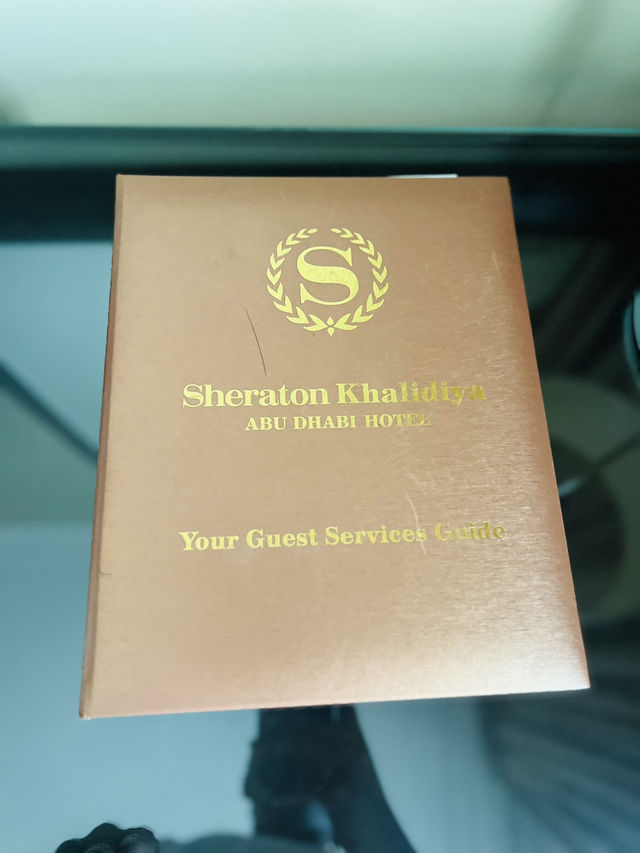 S
Sheraton Khalidiya
ABU DHABI HOTEL
Your Guest Services Guide